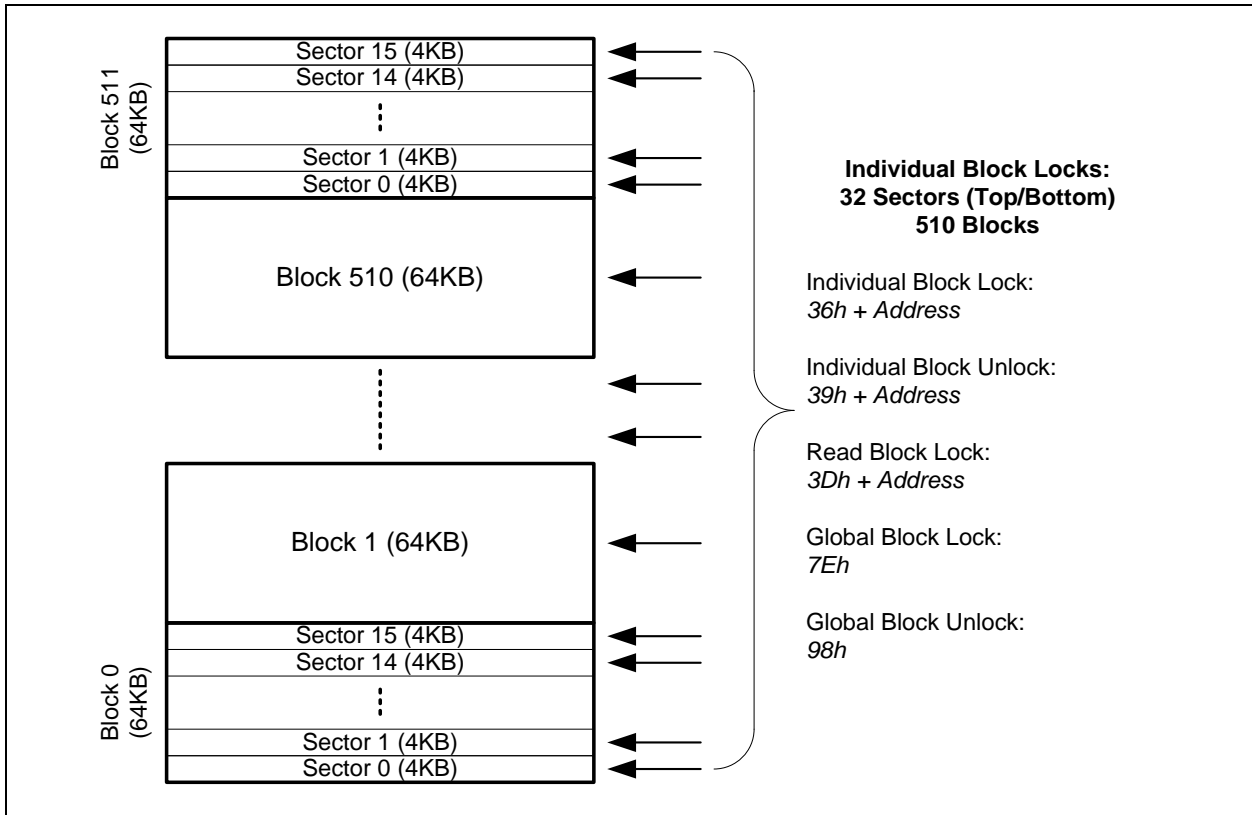 Block 511
(64KB)
Sector 15 (4KB)
Sector 14 (4KB)
Sector 1 (4KB)
Sector 0 (4KB)
Block 510 (64KB)
Block 1 (64KB)
Block 0
(64KB)
Sector 15 (4KB)
Sector 14 (4KB)
Sector 1 (4KB)
Sector 0 (4KB)
Individual Block Locks:
32 Sectors (Top/Bottom)
510 Blocks
Individual Block Lock:
36h + Address
Individual Block Unlock:
39h + Address
Read Block Lock:
3Dh + Address
Global Block Lock:
7Eh
Global Block Unlock:
98h